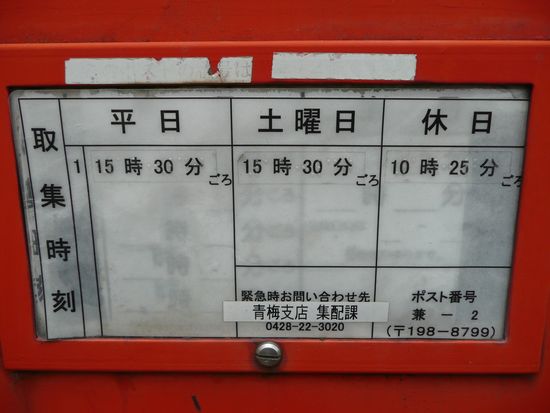 取集時刻
平日 土曜日 休日
1 15時30分ごろ 15時30分ごろ 10時25分ごろ
緊急時お問い合わせ先
青梅支店 集配課
0428-22-3020
ポスト番号
兼－2
(〒198-8799)